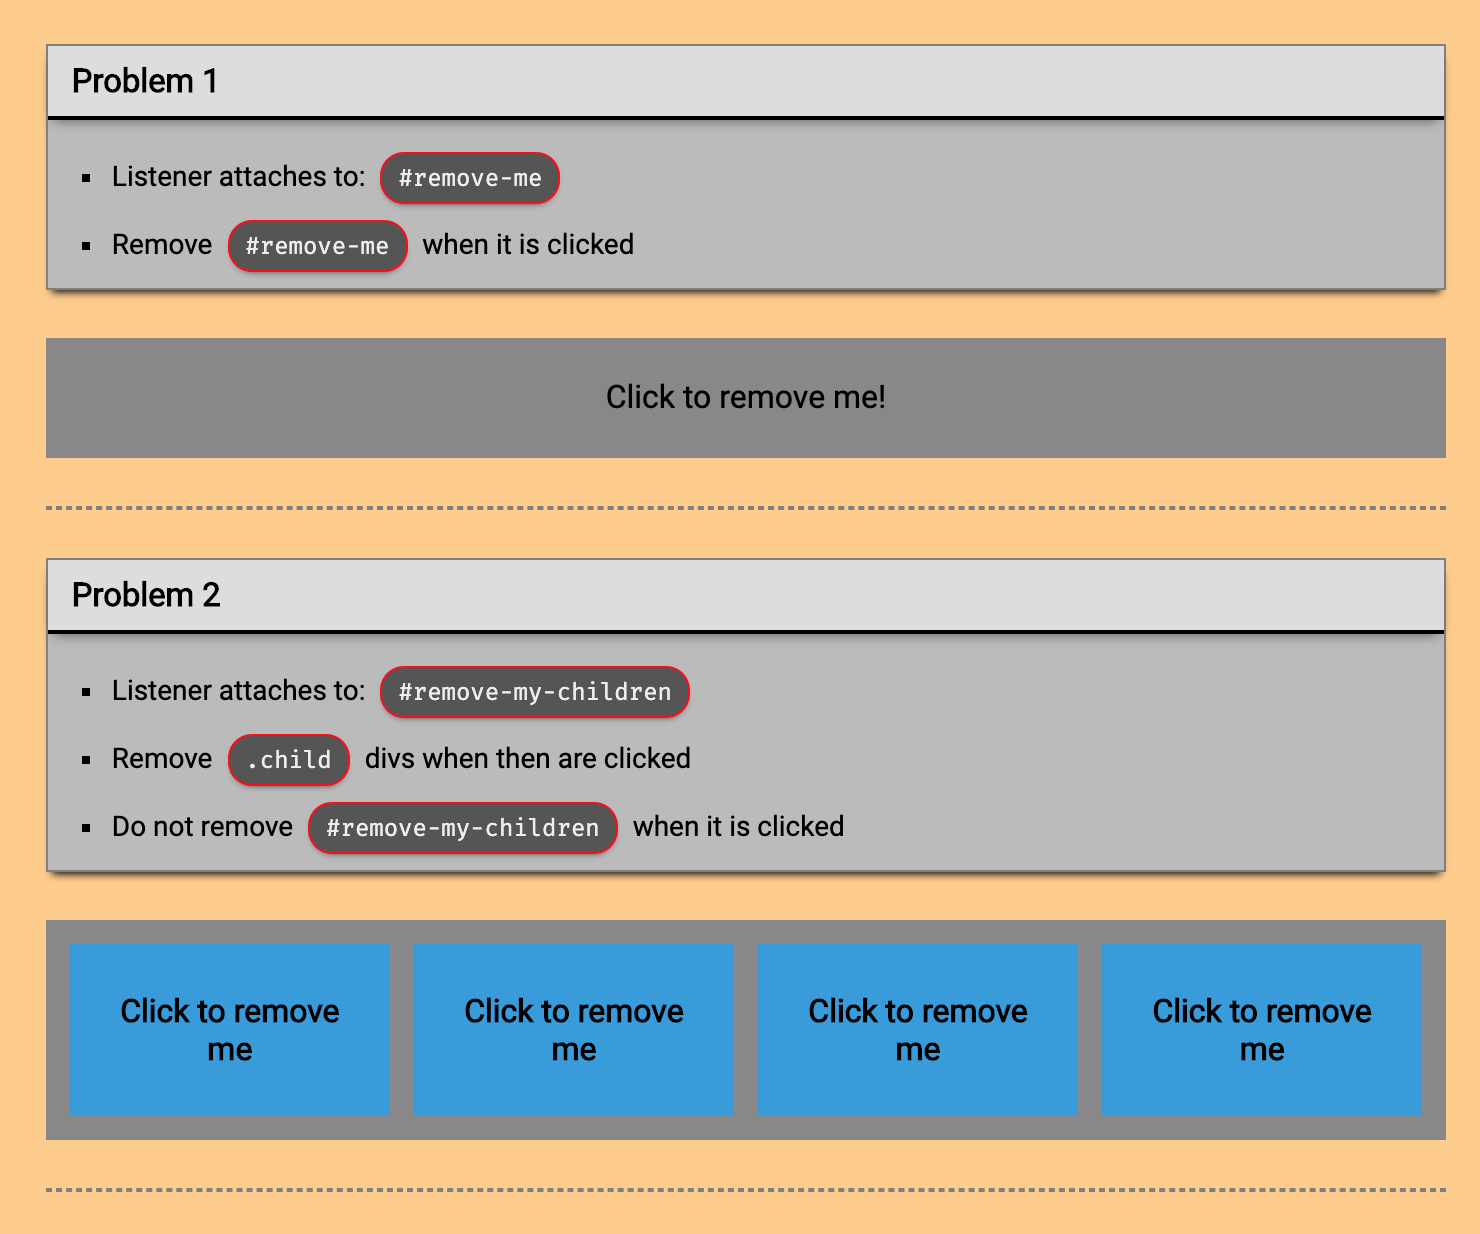 Problem 1
Listener attaches to: #remove-me
Remove #remove-me when it is clicked
Click to remove me!
Problem 2
Listener attaches to: #remove-my-children
Remove .child divs when then are clicked
Do not remove #remove-my-children when it is clicked
Click to remove
me
Click to remove
me
Click to remove
me
Click to remove
me